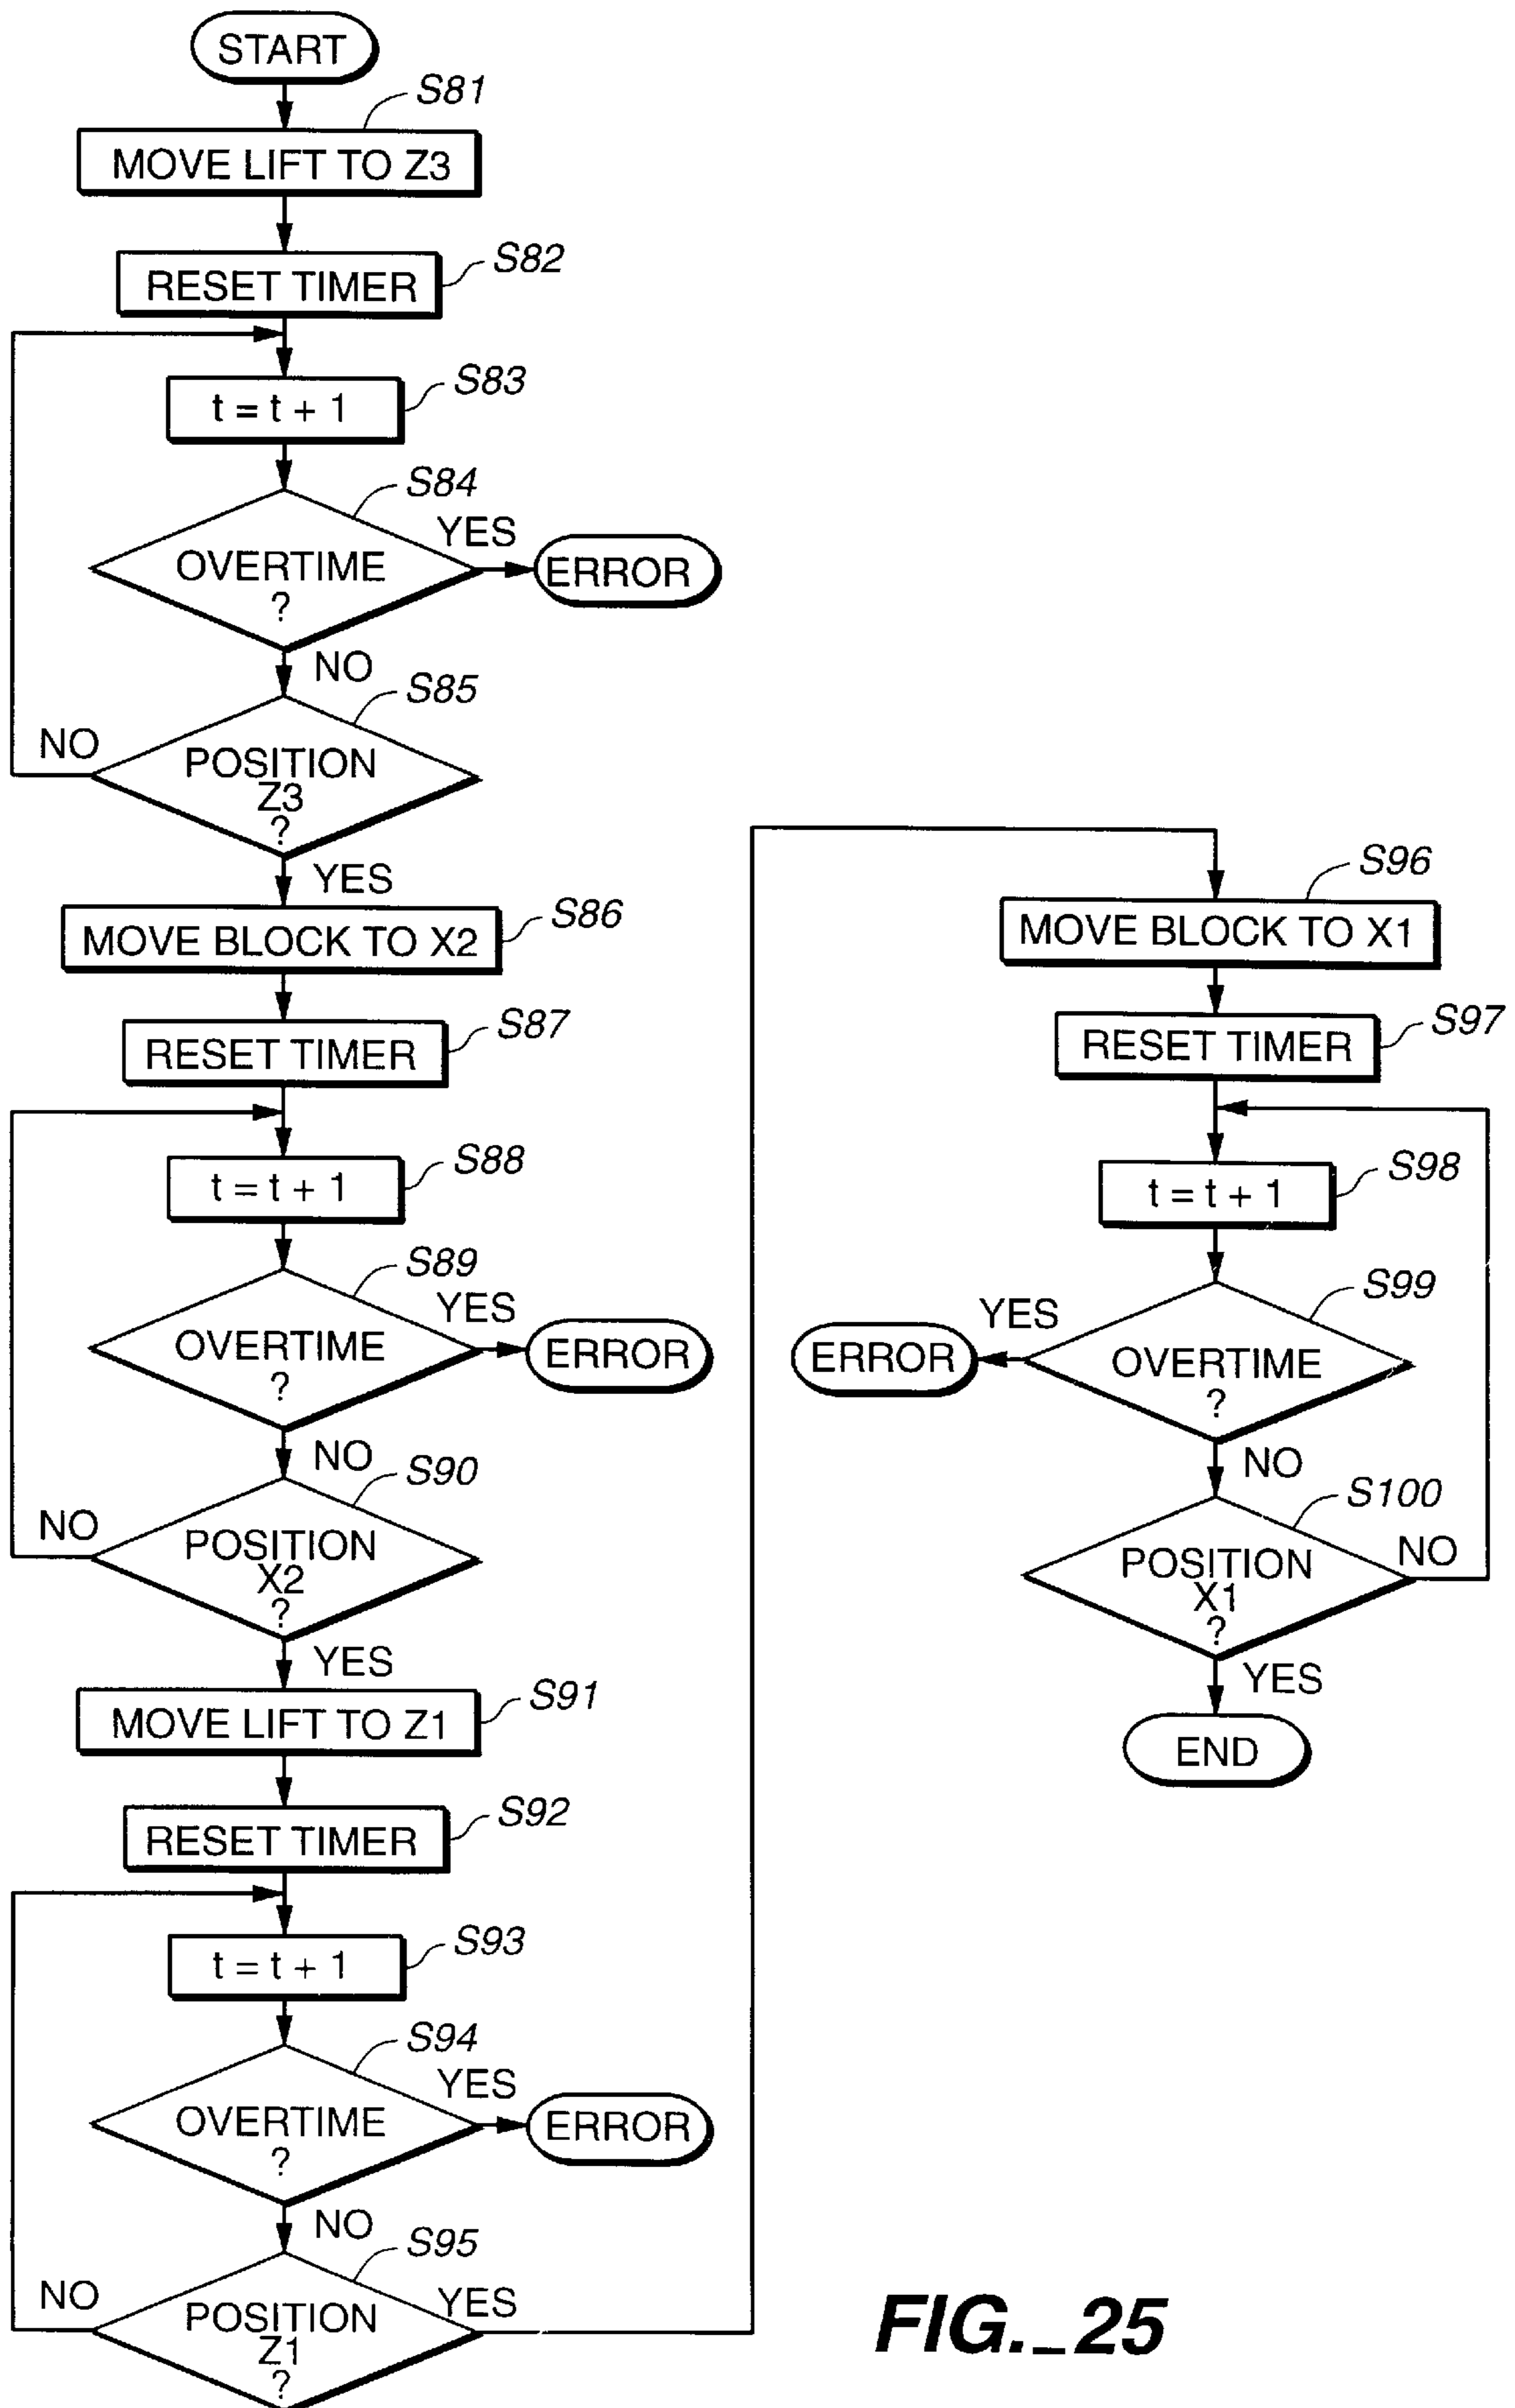 START
S81
MOVE LIFT TO Z3
S82
RESET TIMER
S83
t = t + 1
S84
YES
OVERTIME
?
ERROR
NO
S85
NO
POSITION
Z3
?
YES
S86
MOVE BLOCK TO X2
S87
RESET TIMER
S88
t = t + 1
S89
YES
OVERTIME
?
ERROR
NO
S90
NO
POSITION
X2
?
YES
S91
MOVE LIFT TO Z1
S92
RESET TIMER
S93
t = t + 1
S94
YES
OVERTIME
?
ERROR
NO
S95
NO
YES
POSITION
Z1
?
S96
MOVE BLOCK TO X1
S97
RESET TIMER
S98
t = t + 1
S99
YES
ERROR
OVERTIME
?
NO
S100
NO
POSITION
X1
?
YES
END
FIG._25